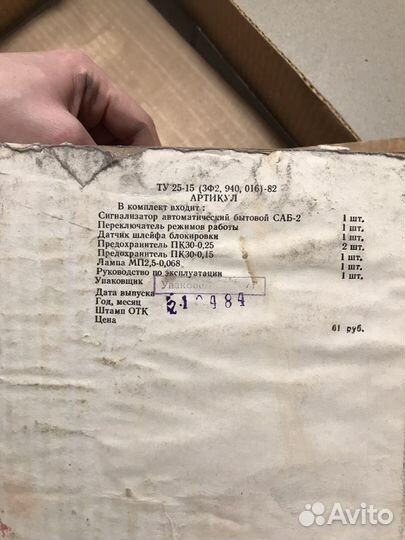 ТУ 25-15 (3Ф2, 940, 016)-82
АРТИКУЛ
В комплект входит:
Сигнализатор автоматический бытовой САБ-2 1 шт.
Переключатель режимов работы 1 шт.
Датчик шлейфа блокировки 1 шт.
Предохранитель ПК30-0,25 2 шт.
Предохранитель ПК30-0,15 1 шт.
Лампа МП2,5-0,068 1 шт.
Руководство по эксплуатации 1 шт.
Упаковщик
Дата выпуска
Год, месяц
Штамп ОТК
Цена 61 руб.
Avito